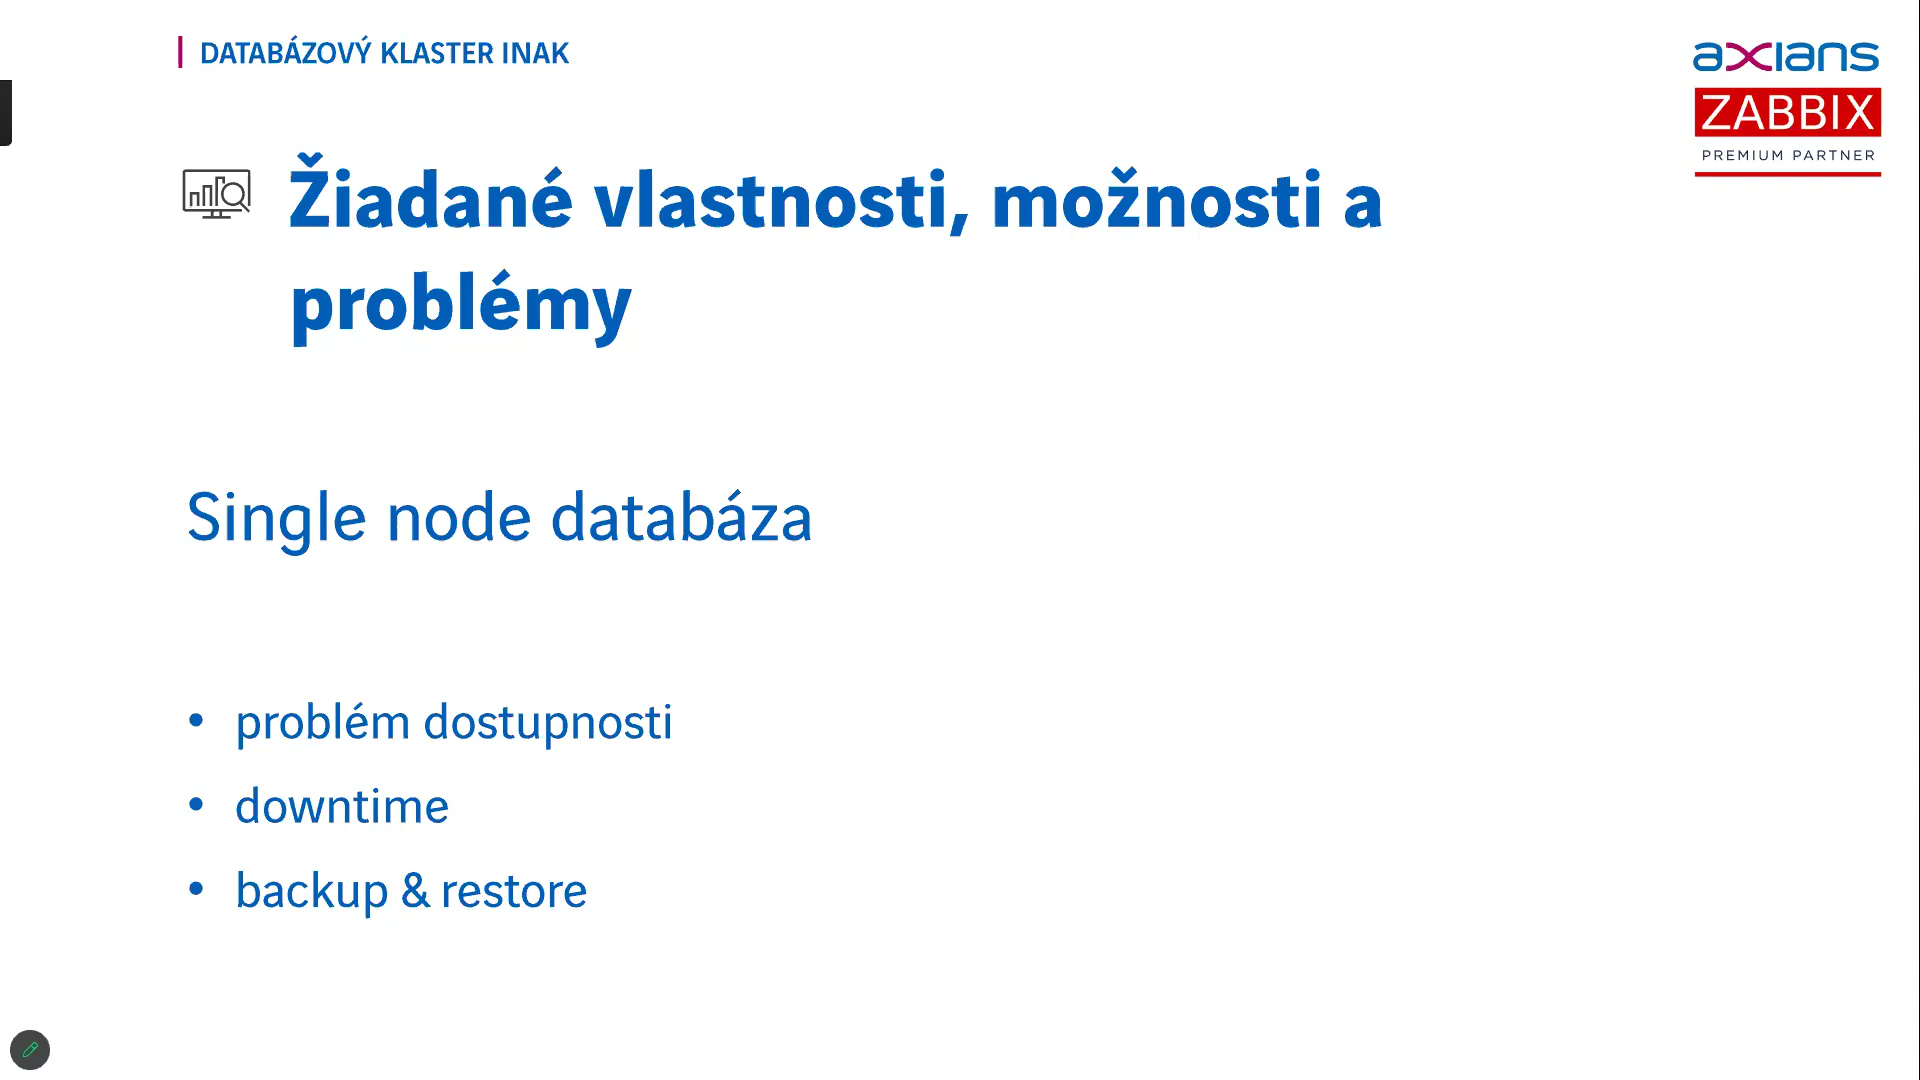 DATABÁZOVÝ KLASTER INAK
axians
ZABBIX
PREMIUM PARTNER
Žiadané vlastnosti, možnosti a
problémy
Single node databáza
• problém dostupnosti
• downtime
• backup & restore